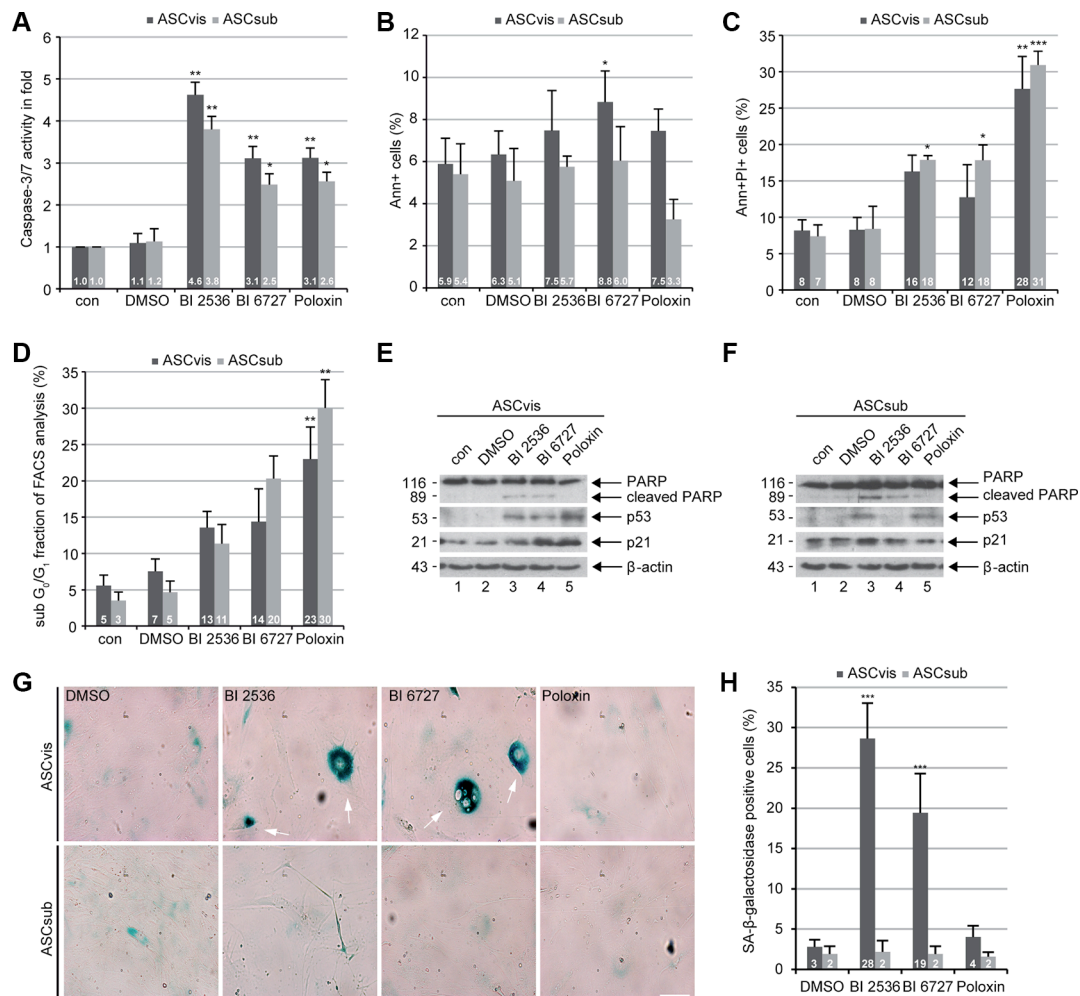 A
ASCvis ASCsub
Caspase-3/7 activity in fold
6
5
4
3
2
1
0
** ** ** * ** *
1.0 1.0 1.1 1.2 4.6 3.8 3.1 2.5 3.1 2.6
con DMSO BI 2536 BI 6727 Poloxin
B
ASCvis ASCsub
Ann+ cells (%)
12
10
8
6
4
2
0
*
5.9 5.4 6.3 5.1 7.5 5.7 8.8 6.0 7.5 3.3
con DMSO BI 2536 BI 6727 Poloxin
C
ASCvis ASCsub
Ann+PI+ cells (%)
35
30
25
20
15
10
5
0
* * ** ***
8 7 8 8 16 18 12 18 28 31
con DMSO BI 2536 BI 6727 Poloxin
D
ASCvis ASCsub
sub G0/G1 fraction of FACS analysis (%)
35
30
25
20
15
10
5
0
** **
5 3 7 5 13 11 14 20 23 30
con DMSO BI 2536 BI 6727 Poloxin
E
ASCvis
con DMSO BI 2536 BI 6727 Poloxin
116 - PARP
89 - cleaved PARP
53 - p53
21 - p21
43 - β-actin
1 2 3 4 5
F
ASCsub
con DMSO BI 2536 BI 6727 Poloxin
116 - PARP
89 - cleaved PARP
53 - p53
21 - p21
43 - β-actin
1 2 3 4 5
G
DMSO BI 2536 BI 6727 Poloxin
ASCvis
ASCsub
H
ASCvis ASCsub
SA-β-galactosidase positive cells (%)
35
30
25
20
15
10
5
0
*** ***
3 2 28 2 19 2 4 2
DMSO BI 2536 BI 6727 Poloxin